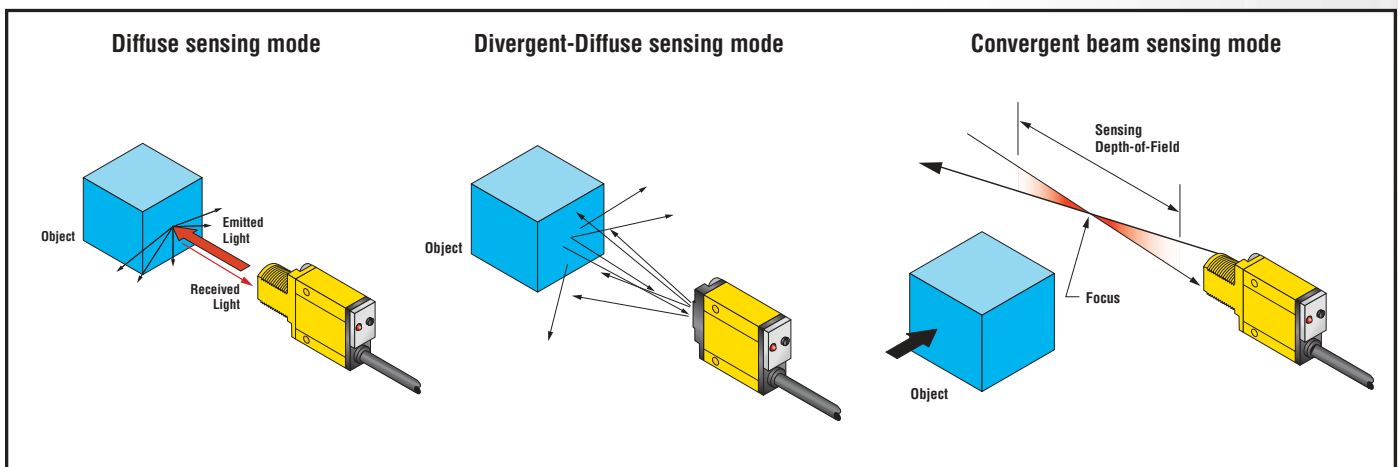 Diffuse sensing mode
Object
Emitted
Light
Received
Light
Divergent-Diffuse sensing mode
Object
Convergent beam sensing mode
Sensing
Depth-of-Field
Focus
Object